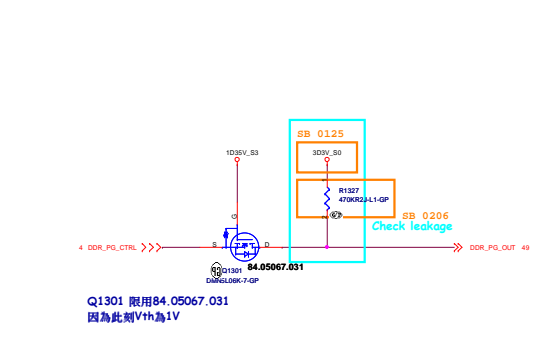 SB 0125
1D35V_S3
3D3V_S0
1
R1327
470KR2J-L1-GP
2
SB 0206
Check leakage
G
S
D
4 DDR_PG_CTRL
DDR_PG_OUT 49
Q1301
84.05067.031
DMN5L06K-7-GP
Q1301 限用84.05067.031
因為此刻Vth為1V